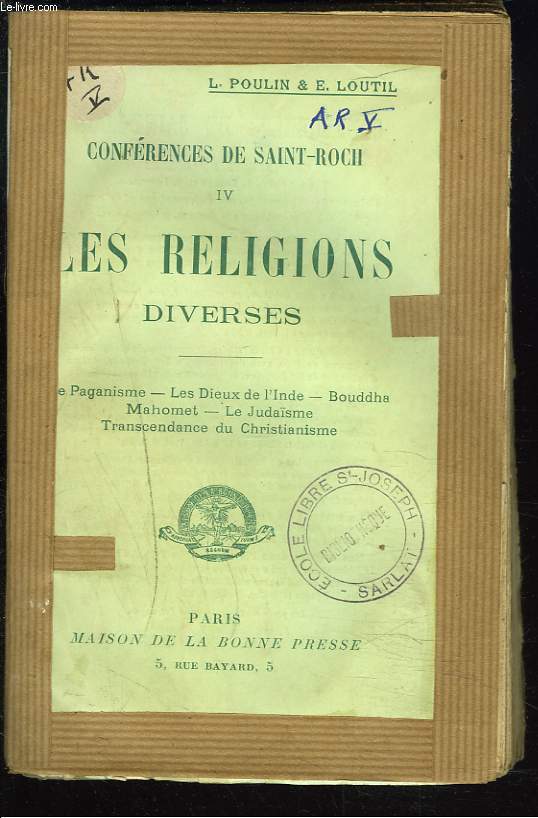 Le-livre.com
L. POULIN & E. LOUTIL
AR V
CONFÉRENCES DE SAINT-ROCH
IV
LES RELIGIONS
DIVERSES
e Paganisme — Les Dieux de l'Inde — Bouddha
Mahomet — Le Judaïsme
Transcendance du Christianisme
ECOLE LIBRE St-JOSEPH
BIBLIOTHEQUE
- SARLAT -
PARIS
MAISON DE LA BONNE PRESSE
5, RUE BAYARD, 5